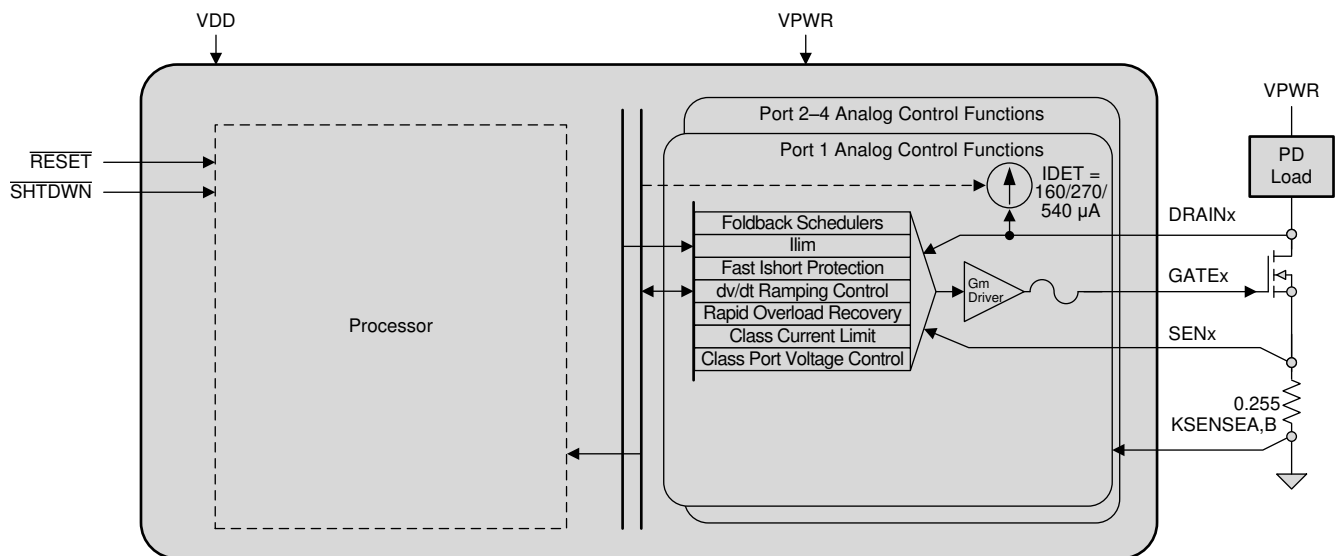 VDD
VPWR
VPWR
RESET
SHTDWN
Port 2–4 Analog Control Functions
Port 1 Analog Control Functions
IDET =
160/270/
540 µA
PD
Load
DRAINx
Foldback Schedulers
Ilim
Fast Ishort Protection
dv/dt Ramping Control
Rapid Overload Recovery
Class Current Limit
Class Port Voltage Control
Gm
Driver
GATEx
Processor
SENx
0.255
KSENSEA,B